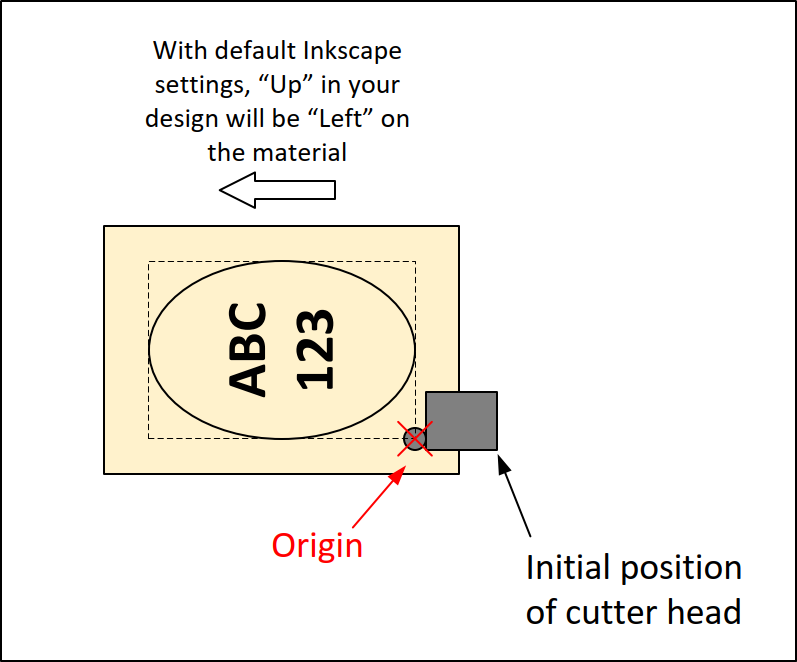 With default Inkscape
settings, “Up” in your
design will be “Left” on
the material
ABC
123
Origin
Initial position
of cutter head